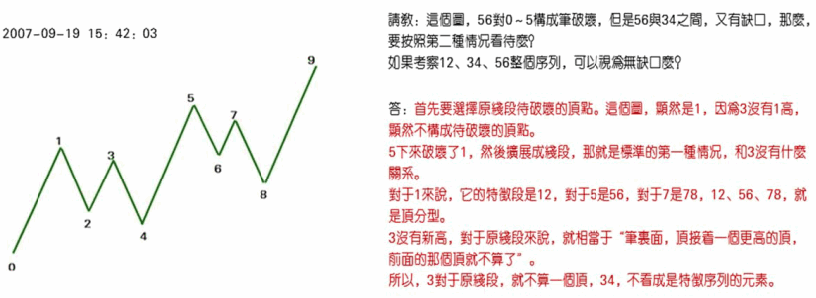 2007-09-19 15：42：03
0
1
2
3
4
5
6
7
8
9
請教：這個圖，56對0～5構成筆破壞，但是56與34之間，又有缺口，那麼，
要按照第二種情况看待麼？
如果考察12、34、56整個序列，可以視爲無缺口麼？
答：首先要選擇原綫段待破壞的頂點。這個圖，顯然是1，因爲3沒有1高，
顯然不構成待破壞的頂點。
5下來破壞了1，然後擴展成綫段，那就是標準的第一種情况，和3沒有什麼
關系。
對于1來說，它的特徵段是12，對于5是56，對于7是78，12、56、78，就
是頂分型。
3沒有新高，對于原綫段來說，就相當于“筆裏面，頂接着一個更高的頂，
前面的那個頂就不算了”。
所以，3對于原綫段，就不算一個頂，34，不看成是特徵序列的元素。